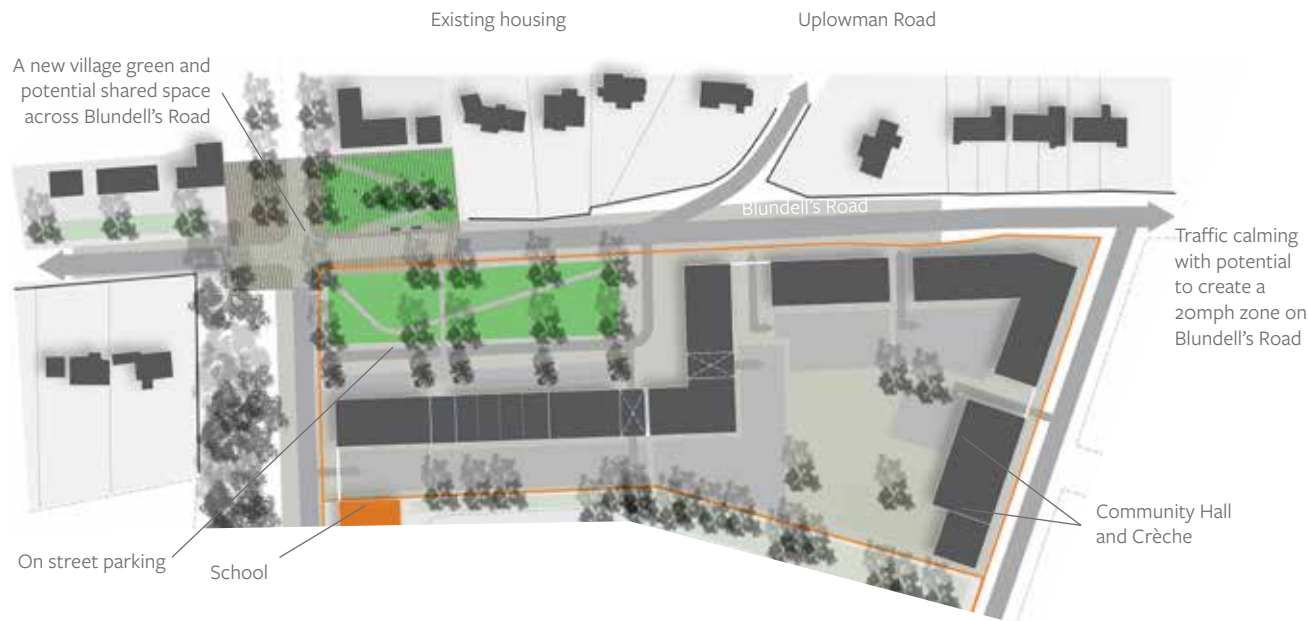 Existing housing
Uplowman Road
A new village green and
potential shared space
across Blundell's Road
Blundell's Road
Traffic calming
with potential
to create a
20mph zone on
Blundell's Road
Community Hall
and Crèche
On street parking
School